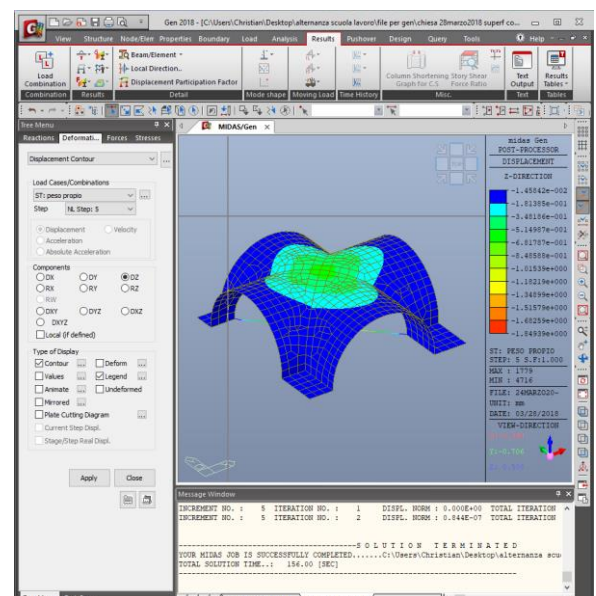 Gen 2018 - [C:\Users\Christian\Desktop\alternanza scuola lavoro\file per gen\chiesa 28marzo2018 superf co...
View Structure Node/Elem Properties Boundary Load Analysis Results Pushover Design Query Tools Help
Load Combination
Beam/Element
Local Direction..
Displacement Participation Factor
Column Shortening Graph for C.S.
Story Shear Force Ratio
Text Output
Results Tables
Combination Results Detail Mode shape Moving Load Time History Misc. Text Tables
Tree Menu
MIDAS/Gen
Reactions Deformati... Forces Stresses
Displacement Contour
Load Cases/Combinations
ST: peso propio
Step NL Step: 5
Displacement Velocity
Acceleration
Absolute Acceleration
Components
DX DY DZ
RX RY RZ
RW
DXY DYZ DXZ
DXYZ
Local (if defined)
Type of Display
Contour Deform
Values Legend
Animate Undeformed
Mirrored
Plate Cutting Diagram
Current Step Displ.
Stage/Step Real Displ.
Apply Close
midas Gen
POST-PROCESSOR
DISPLACEMENT
Z-DIRECTION
-1.45842e-002
-1.81385e-001
-3.48186e-001
-5.14987e-001
-6.81787e-001
-8.48588e-001
-1.01539e+000
-1.18219e+000
-1.34899e+000
-1.51579e+000
-1.68259e+000
-1.84939e+000
ST: PESO PROPIO
STEP: 5 S.F:1.000
MAX : 1779
MIN : 4716
FILE: 24MARZO20~
UNIT: mm
DATE: 03/28/2018
VIEW-DIRECTION
Message Window
INCREMENT NO. : 5 ITERATION NO. : 1 DISPL. NORM : 0.000E+00 TOTAL ITERATION
INCREMENT NO. : 5 ITERATION NO. : 2 DISPL. NORM : 0.844E-07 TOTAL ITERATION
SOLUTION TERMINATED
YOUR MIDAS JOB IS SUCCESSFULLY COMPLETED.......C:\Users\Christian\Desktop\alternanza scuo
TOTAL SOLUTION TIME..: 156.00 [SEC]